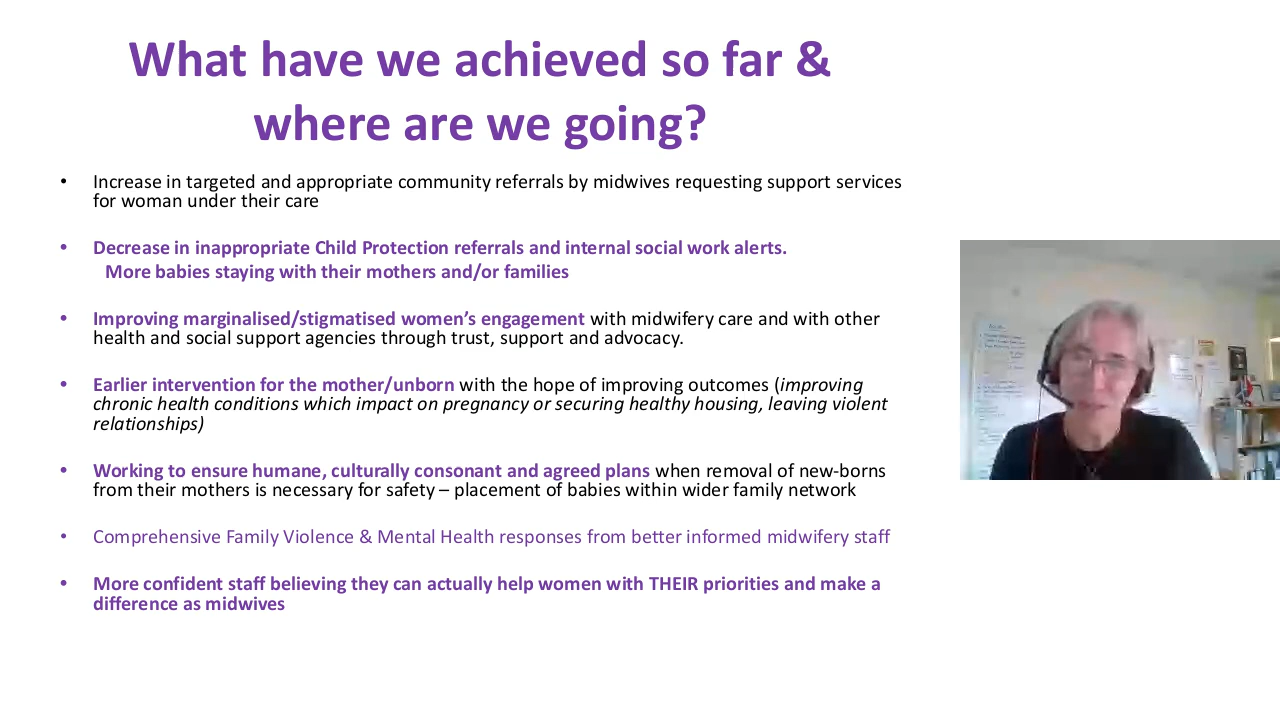 What have we achieved so far &
where are we going?
• Increase in targeted and appropriate community referrals by midwives requesting support services
for woman under their care
• Decrease in inappropriate Child Protection referrals and internal social work alerts.
More babies staying with their mothers and/or families
• Improving marginalised/stigmatised women’s engagement with midwifery care and with other
health and social support agencies through trust, support and advocacy.
• Earlier intervention for the mother/unborn with the hope of improving outcomes (improving
chronic health conditions which impact on pregnancy or securing healthy housing, leaving violent
relationships)
• Working to ensure humane, culturally consonant and agreed plans when removal of new-borns
from their mothers is necessary for safety – placement of babies within wider family network
• Comprehensive Family Violence & Mental Health responses from better informed midwifery staff
• More confident staff believing they can actually help women with THEIR priorities and make a
difference as midwives